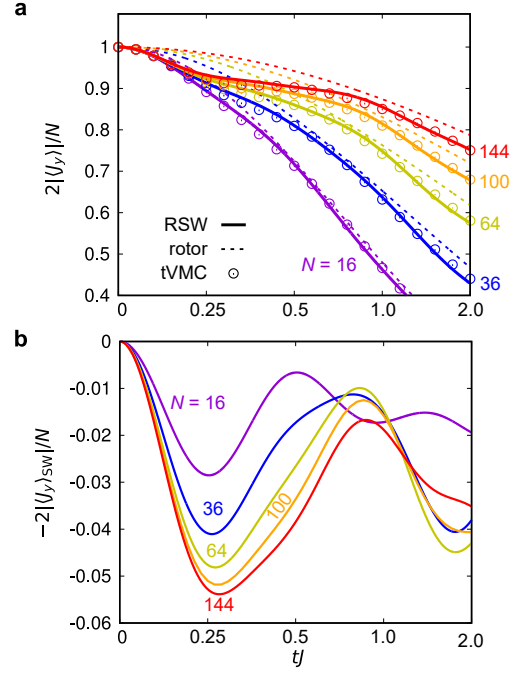 a
2|⟨J_y⟩|/N
1
0.9
0.8
0.7
0.6
0.5
0.4
RSW
rotor
tVMC
N = 16
144
100
64
36
0 0.25 0.5 1.0 2.0
b
−2|⟨J_y⟩_SW|/N
0
-0.01
-0.02
-0.03
-0.04
-0.05
-0.06
N = 16
36
64
100
144
0 0.25 0.5 1.0 2.0
tJ